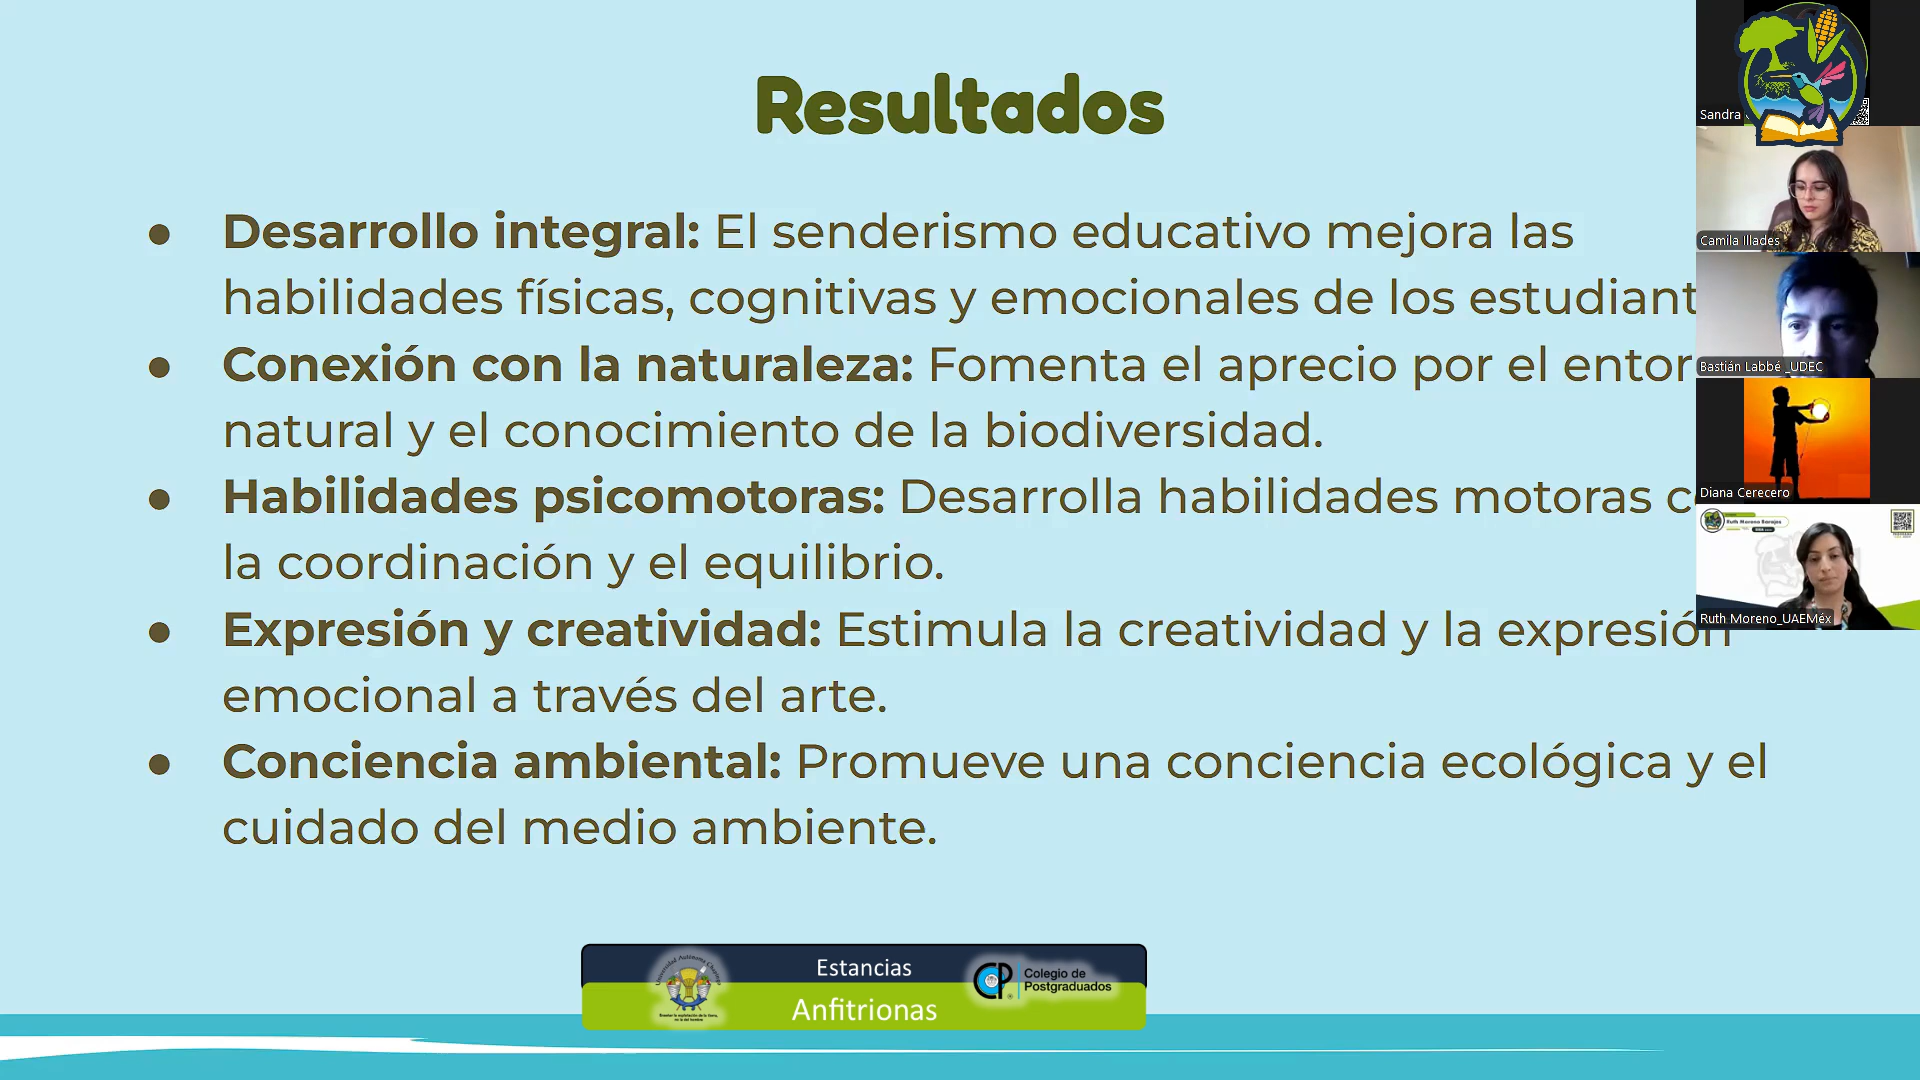 Resultados
● Desarrollo integral: El senderismo educativo mejora las
habilidades físicas, cognitivas y emocionales de los estudiant
● Conexión con la naturaleza: Fomenta el aprecio por el entor
natural y el conocimiento de la biodiversidad.
● Habilidades psicomotoras: Desarrolla habilidades motoras c
la coordinación y el equilibrio.
● Expresión y creatividad: Estimula la creatividad y la expresión
emocional a través del arte.
● Conciencia ambiental: Promueve una conciencia ecológica y el
cuidado del medio ambiente.
Sandra
Camila Illades
Bastián Labbé _UDEC
Diana Cerecero
Ruth Moreno Barajas
Ruth Moreno_UAEMéx
Estancias
Anfitrionas
CP
Colegio de
Postgraduados